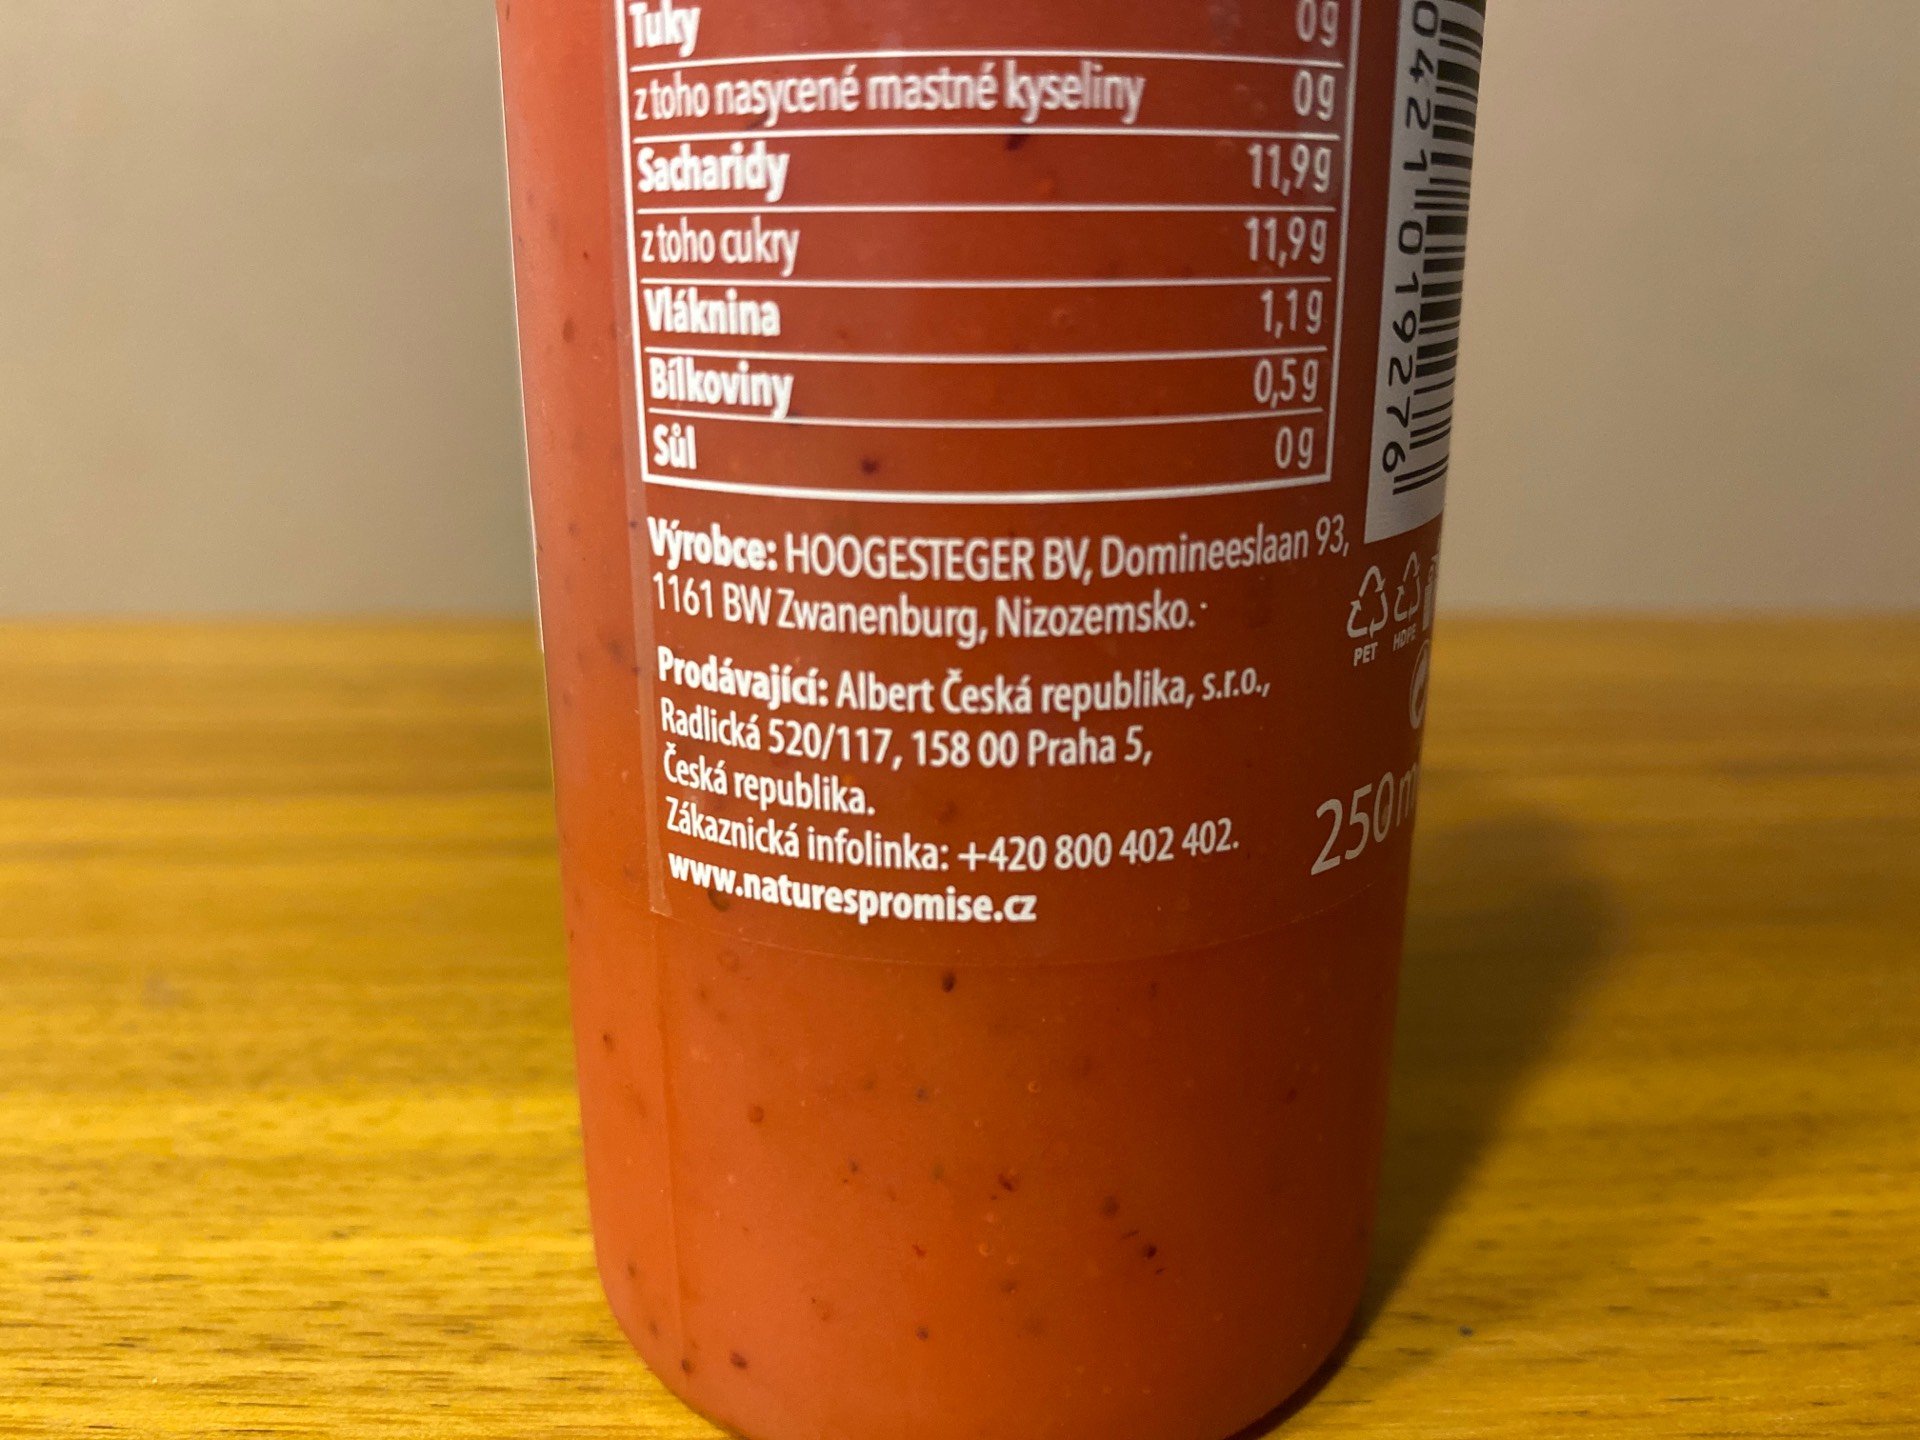 Tuky 0g
z toho nasycené mastné kyseliny 0g
Sacharidy 11,9g
z toho cukry 11,9g
Vláknina 1,1g
Bílkoviny 0,5g
Sůl 0g
Výrobce: HOOGESTEGER BV, Domineeslaan 93,
1161 BW Zwanenburg, Nizozemsko.
Prodávající: Albert Česká republika, s.r.o.,
Radlická 520/117, 158 00 Praha 5,
Česká republika.
Zákaznická infolinka: +420 800 402 402.
www.naturespromise.cz
0421019276
PET HDPE
250m